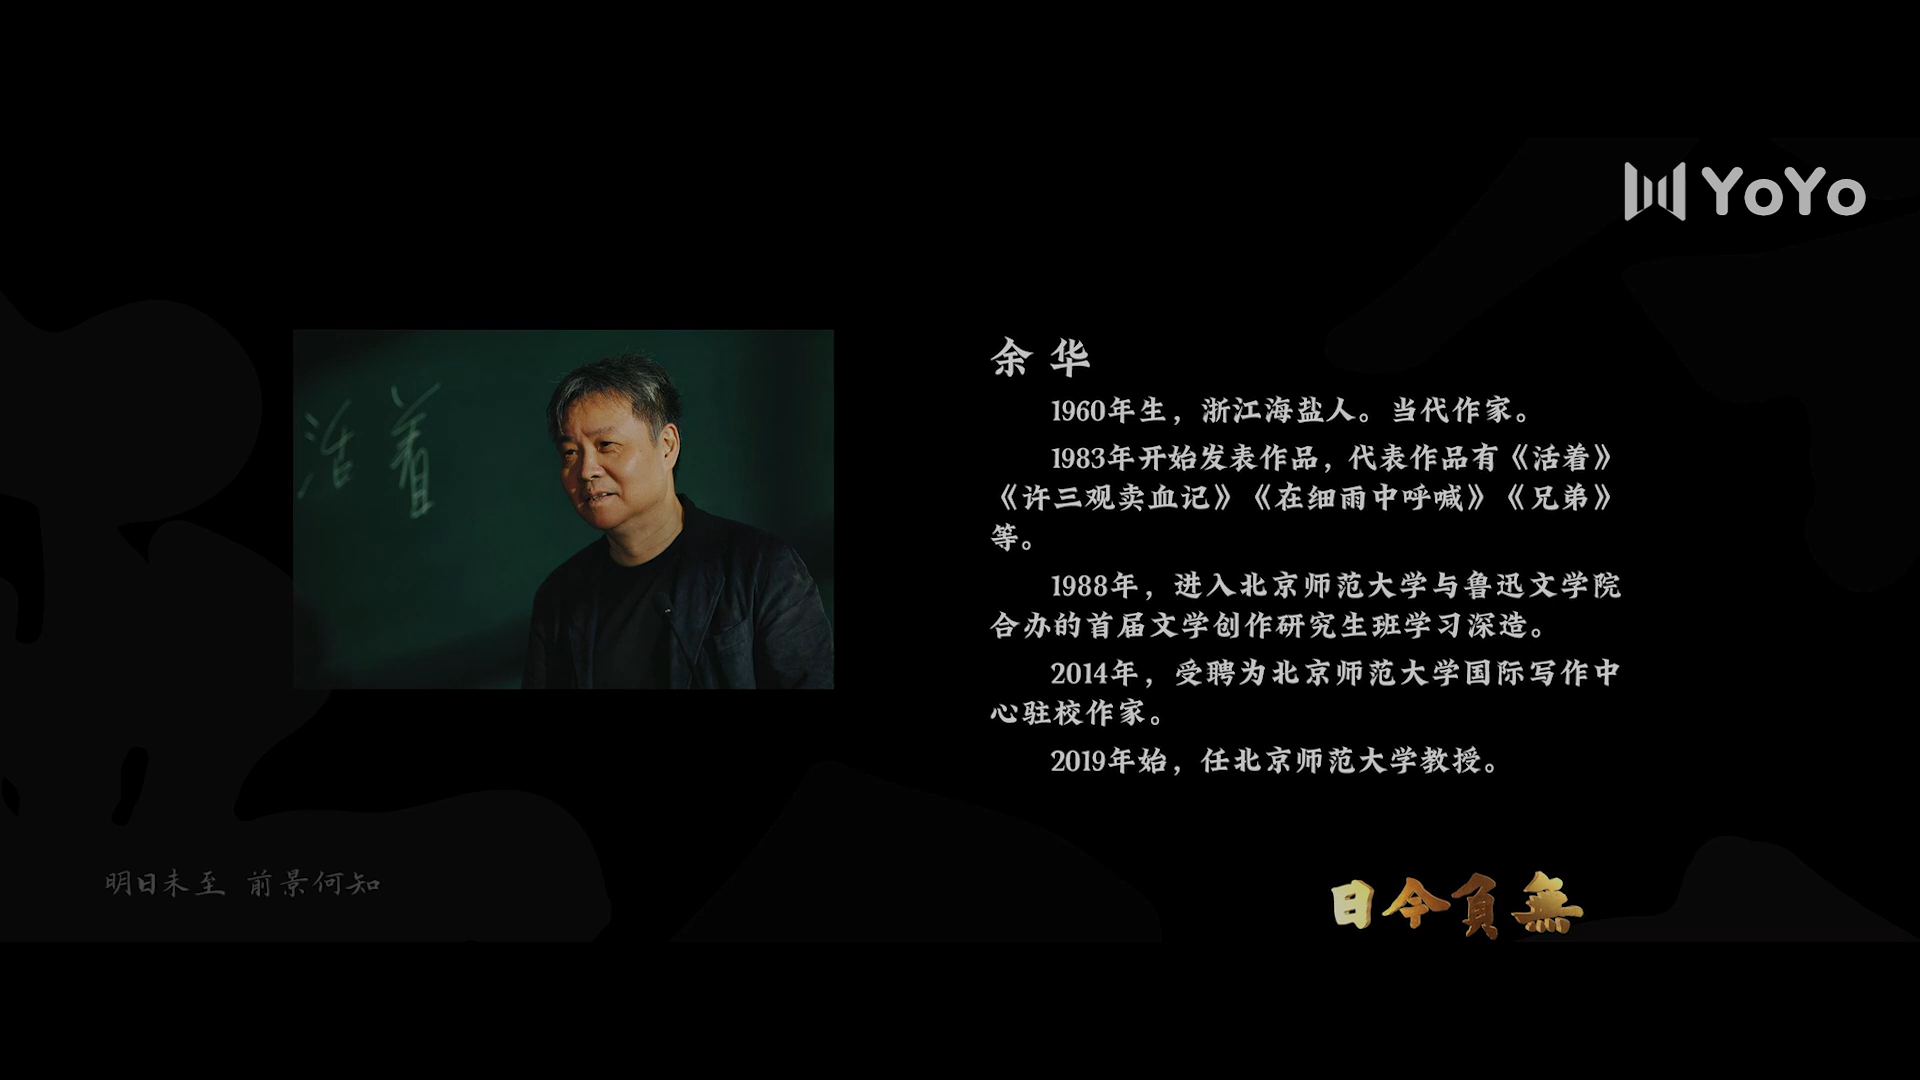 YoYo
活着
余华
1960年生，浙江海盐人。当代作家。
1983年开始发表作品，代表作品有《活着》
《许三观卖血记》《在细雨中呼喊》《兄弟》
等。
1988年，进入北京师范大学与鲁迅文学院
合办的首届文学创作研究生班学习深造。
2014年，受聘为北京师范大学国际写作中
心驻校作家。
2019年始，任北京师范大学教授。
明日未至 前景何知
日今負無